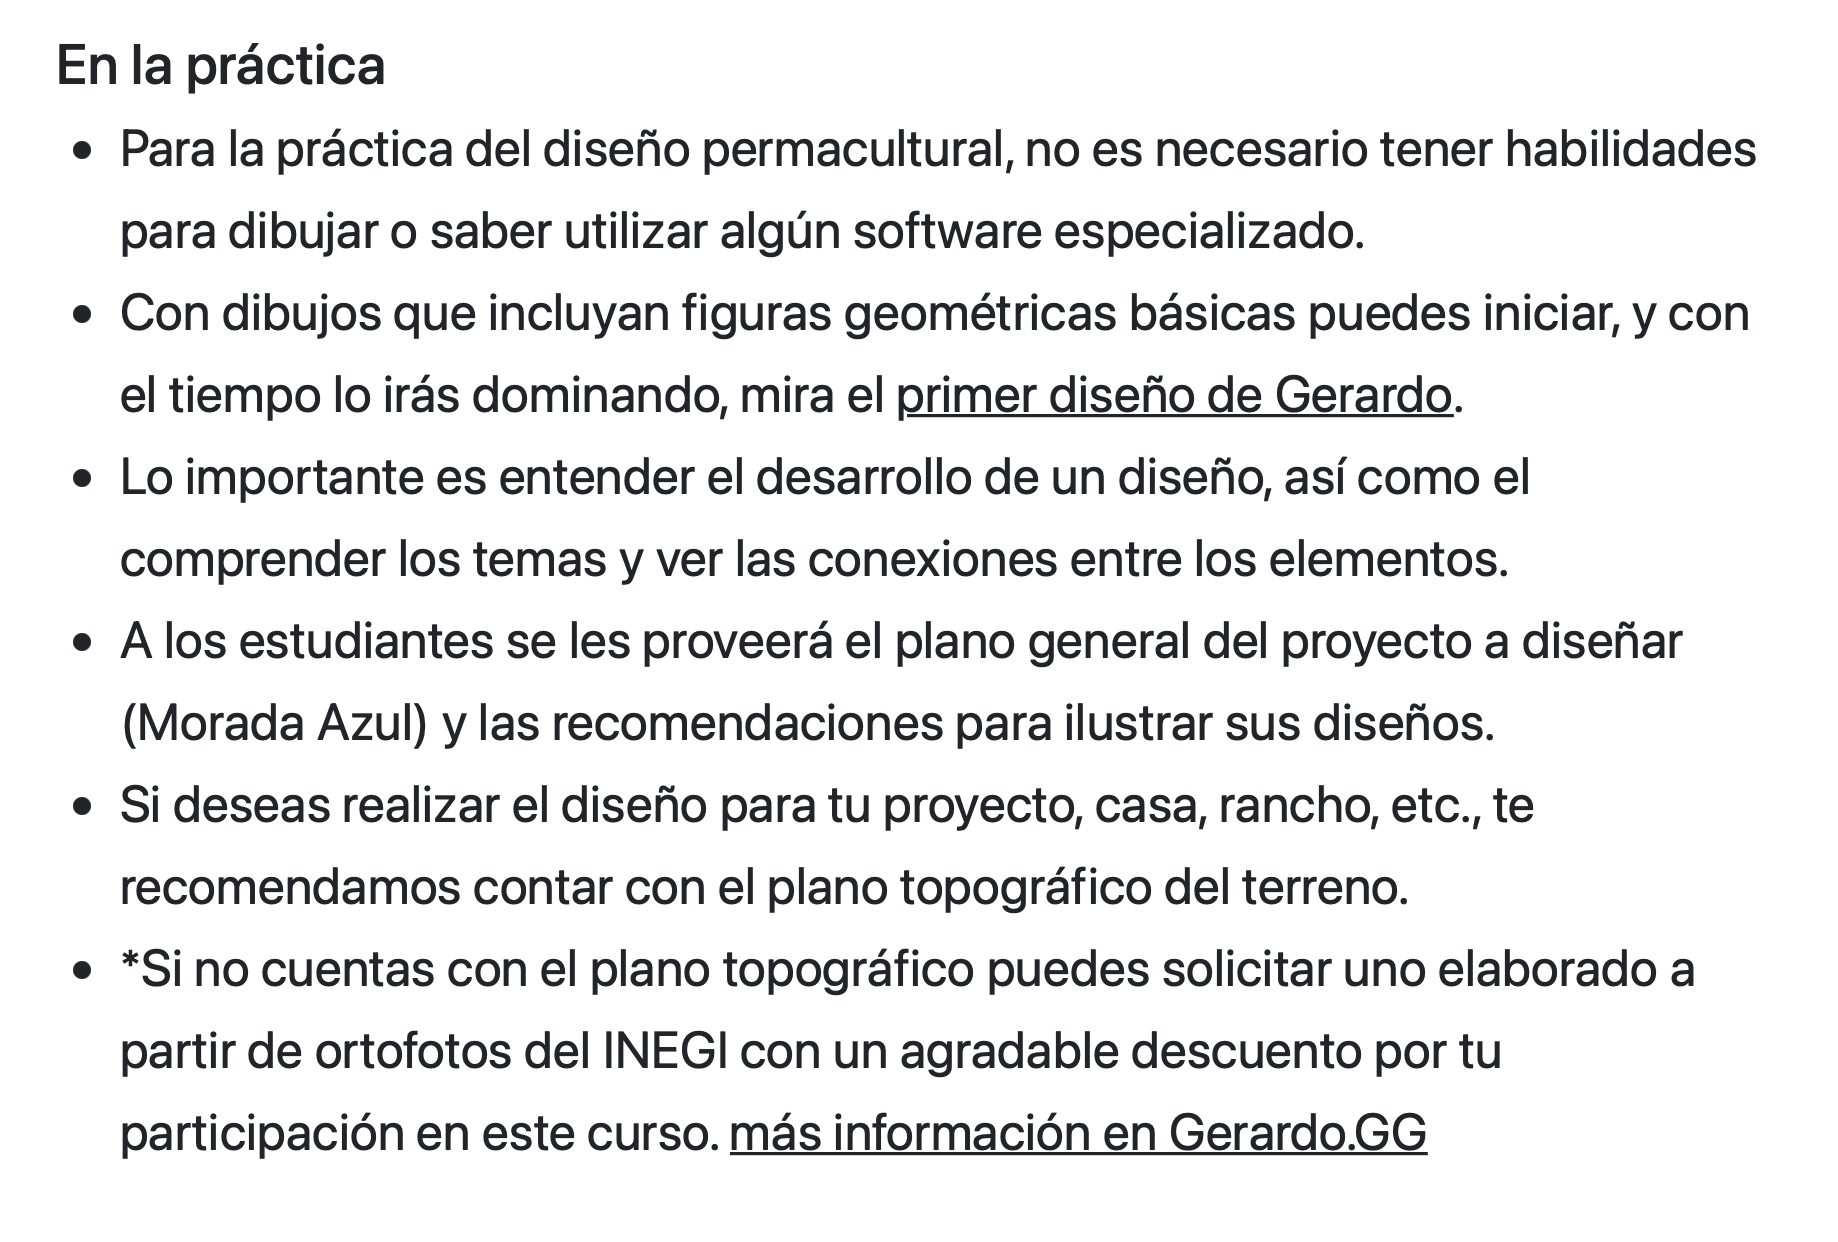 En la práctica
• Para la práctica del diseño permacultural, no es necesario tener habilidades
para dibujar o saber utilizar algún software especializado.
• Con dibujos que incluyan figuras geométricas básicas puedes iniciar, y con
el tiempo lo irás dominando, mira el primer diseño de Gerardo.
• Lo importante es entender el desarrollo de un diseño, así como el
comprender los temas y ver las conexiones entre los elementos.
• A los estudiantes se les proveerá el plano general del proyecto a diseñar
(Morada Azul) y las recomendaciones para ilustrar sus diseños.
• Si deseas realizar el diseño para tu proyecto, casa, rancho, etc., te
recomendamos contar con el plano topográfico del terreno.
• *Si no cuentas con el plano topográfico puedes solicitar uno elaborado a
partir de ortofotos del INEGI con un agradable descuento por tu
participación en este curso. más información en Gerardo.GG